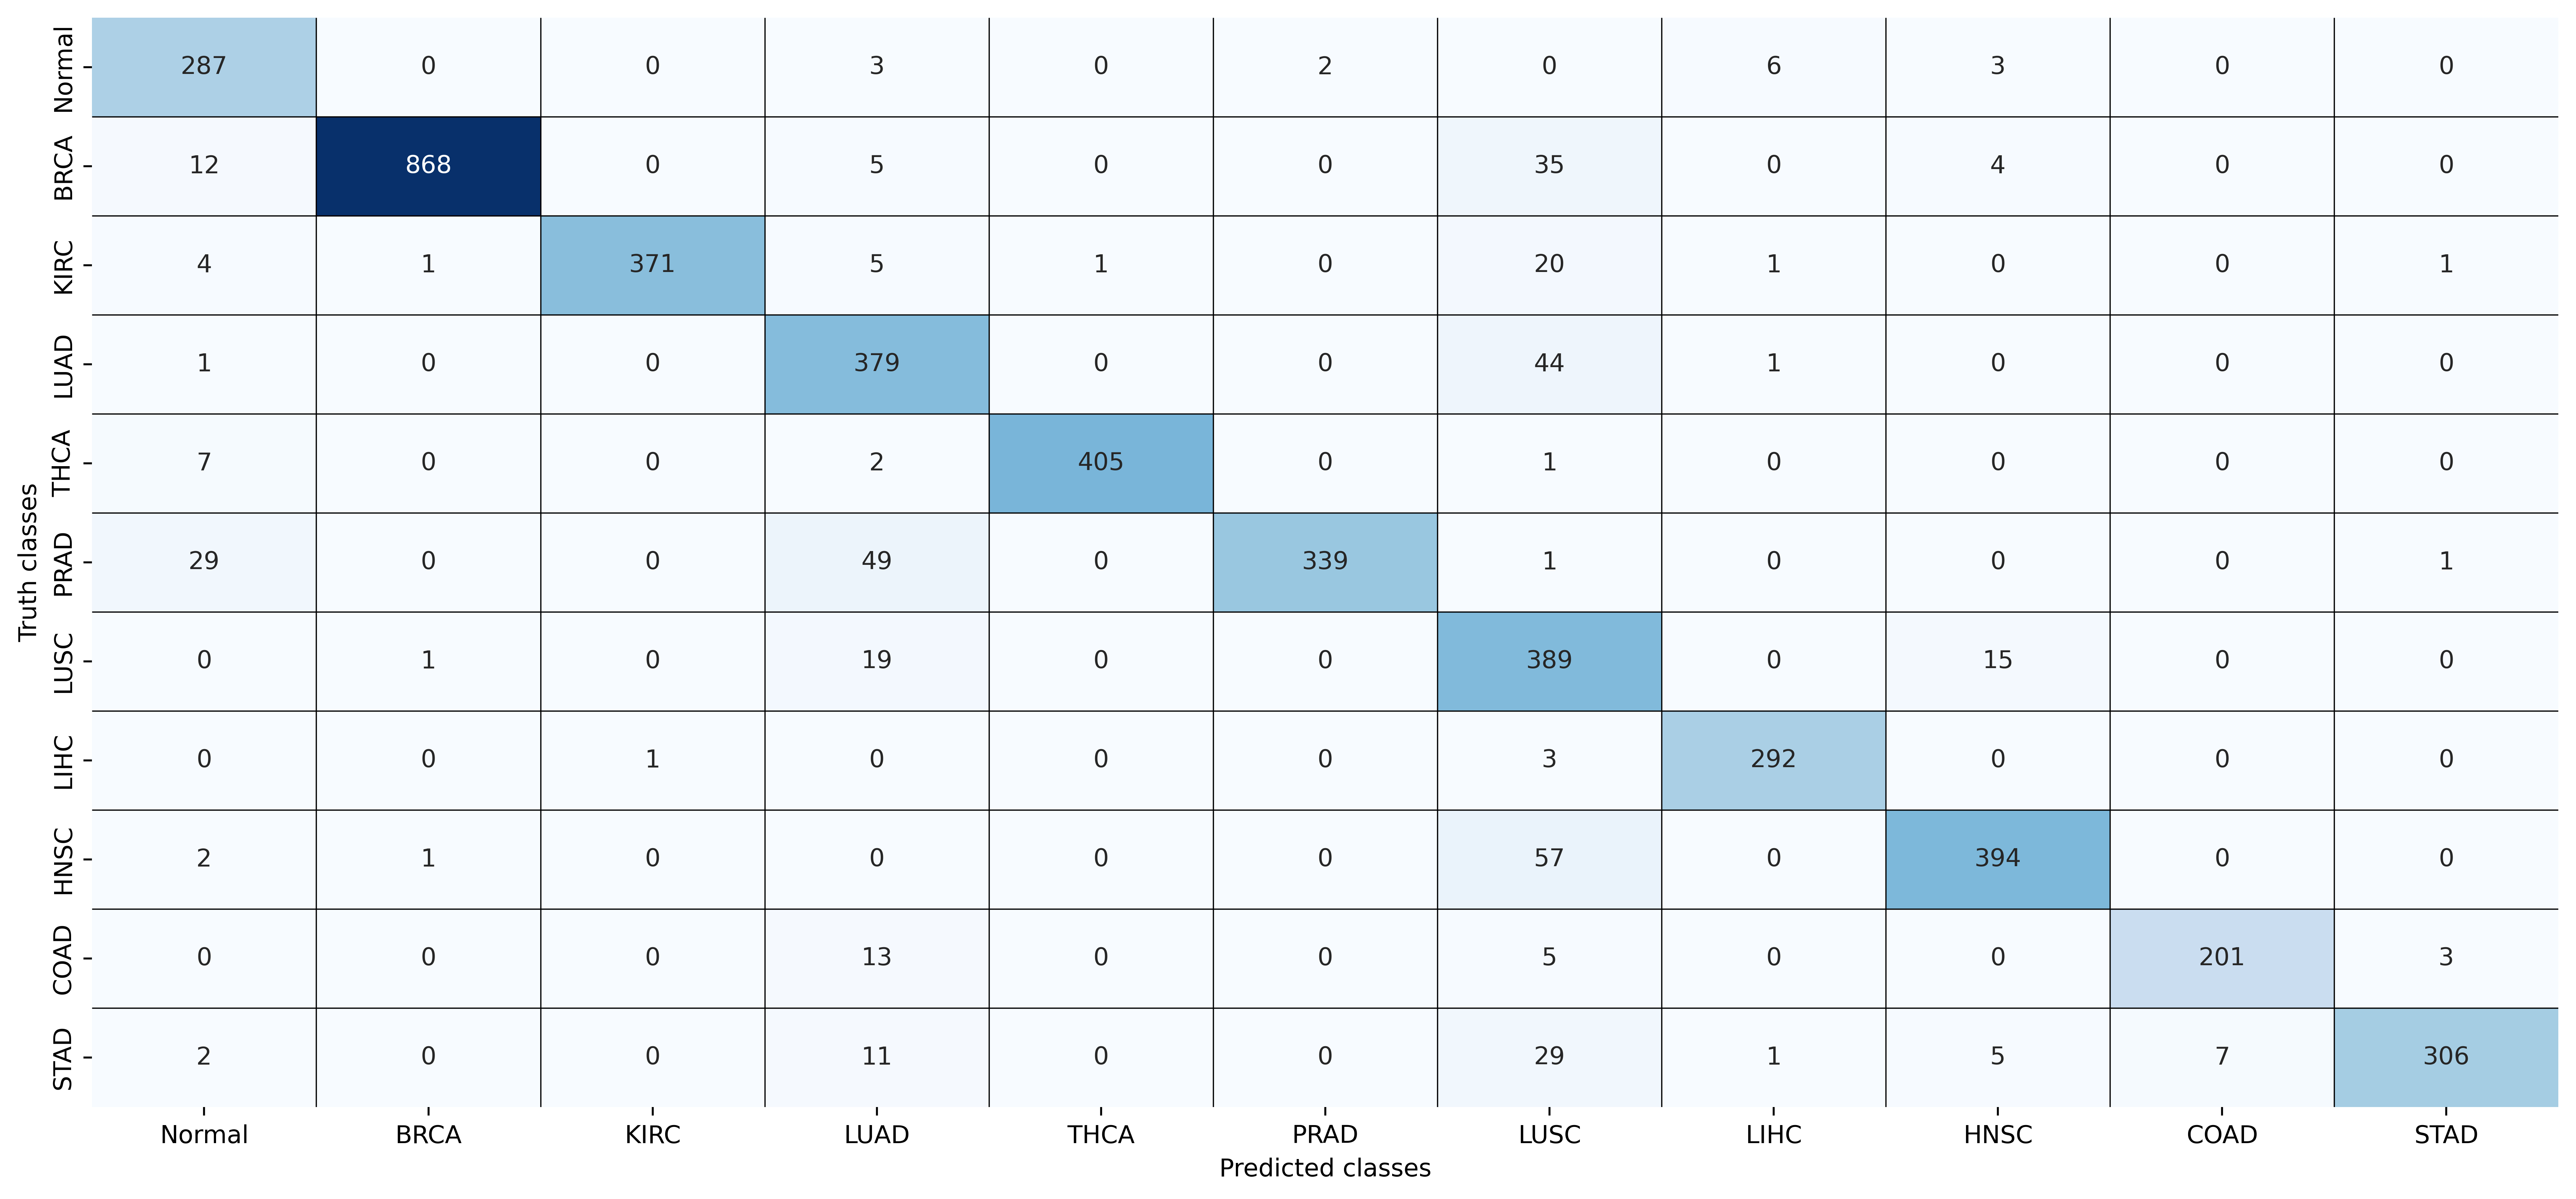 Truth classes
Normal 287 0 0 3 0 2 0 6 3 0 0
BRCA 12 868 0 5 0 0 35 0 4 0 0
KIRC 4 1 371 5 1 0 20 1 0 0 1
LUAD 1 0 0 379 0 0 44 1 0 0 0
THCA 7 0 0 2 405 0 1 0 0 0 0
PRAD 29 0 0 49 0 339 1 0 0 0 1
LUSC 0 1 0 19 0 0 389 0 15 0 0
LIHC 0 0 1 0 0 0 3 292 0 0 0
HNSC 2 1 0 0 0 0 57 0 394 0 0
COAD 0 0 0 13 0 0 5 0 0 201 3
STAD 2 0 0 11 0 0 29 1 5 7 306
Normal BRCA KIRC LUAD THCA PRAD LUSC LIHC HNSC COAD STAD
Predicted classes